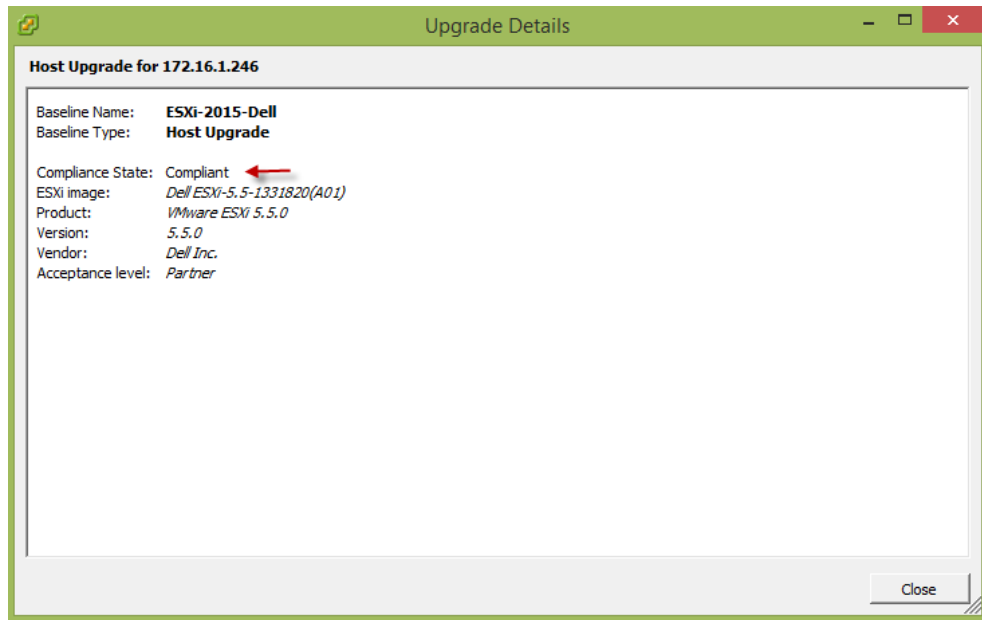 Upgrade Details
Host Upgrade for 172.16.1.246
Baseline Name: ESXi-2015-Dell
Baseline Type: Host Upgrade
Compliance State: Compliant
ESXi image: Dell ESXi-5.5-1331820(A01)
Product: VMware ESXi 5.5.0
Version: 5.5.0
Vendor: Dell Inc.
Acceptance level: Partner
Close